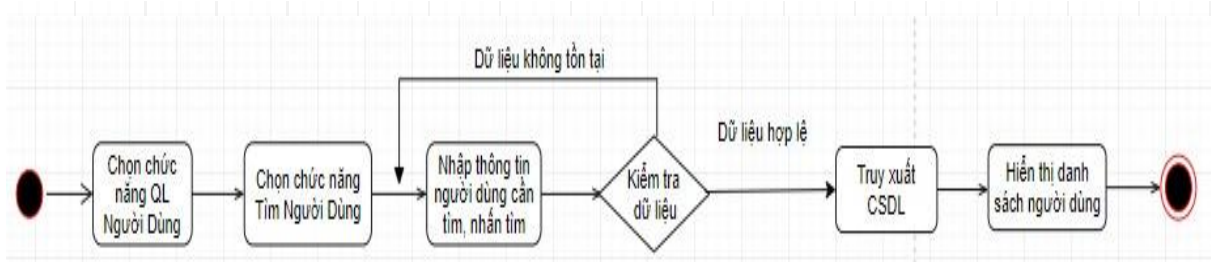 Dữ liệu không tồn tại
Chọn chức
năng QL
Người Dùng
Chọn chức năng
Tìm Người Dùng
Nhập thông tin
người dùng cần
tìm, nhấn tìm
Kiểm tra
dữ liệu
Dữ liệu hợp lệ
Truy xuất
CSDL
Hiển thị danh
sách người dùng